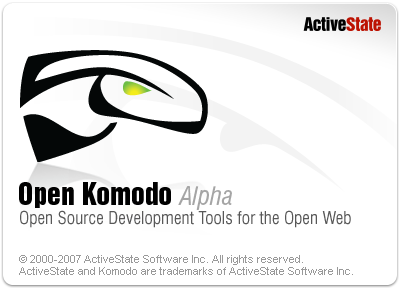 ActiveState
Open Komodo Alpha
Open Source Development Tools for the Open Web
© 2000-2007 ActiveState Software Inc. All rights reserved.
ActiveState and Komodo are trademarks of ActiveState Software Inc.